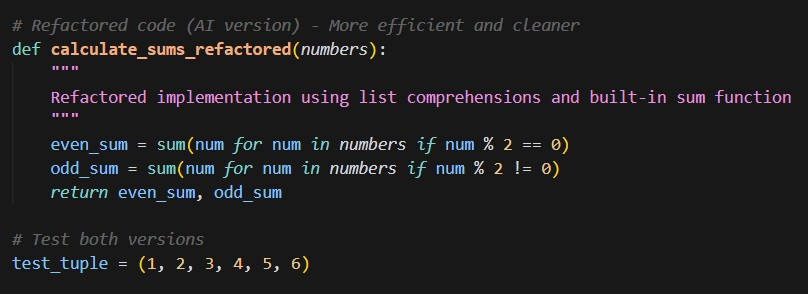 # Refactored code (AI version) - More efficient and cleaner
def calculate_sums_refactored(numbers):
    """
    Refactored implementation using list comprehensions and built-in sum function
    """
    even_sum = sum(num for num in numbers if num % 2 == 0)
    odd_sum = sum(num for num in numbers if num % 2 != 0)
    return even_sum, odd_sum

# Test both versions
test_tuple = (1, 2, 3, 4, 5, 6)